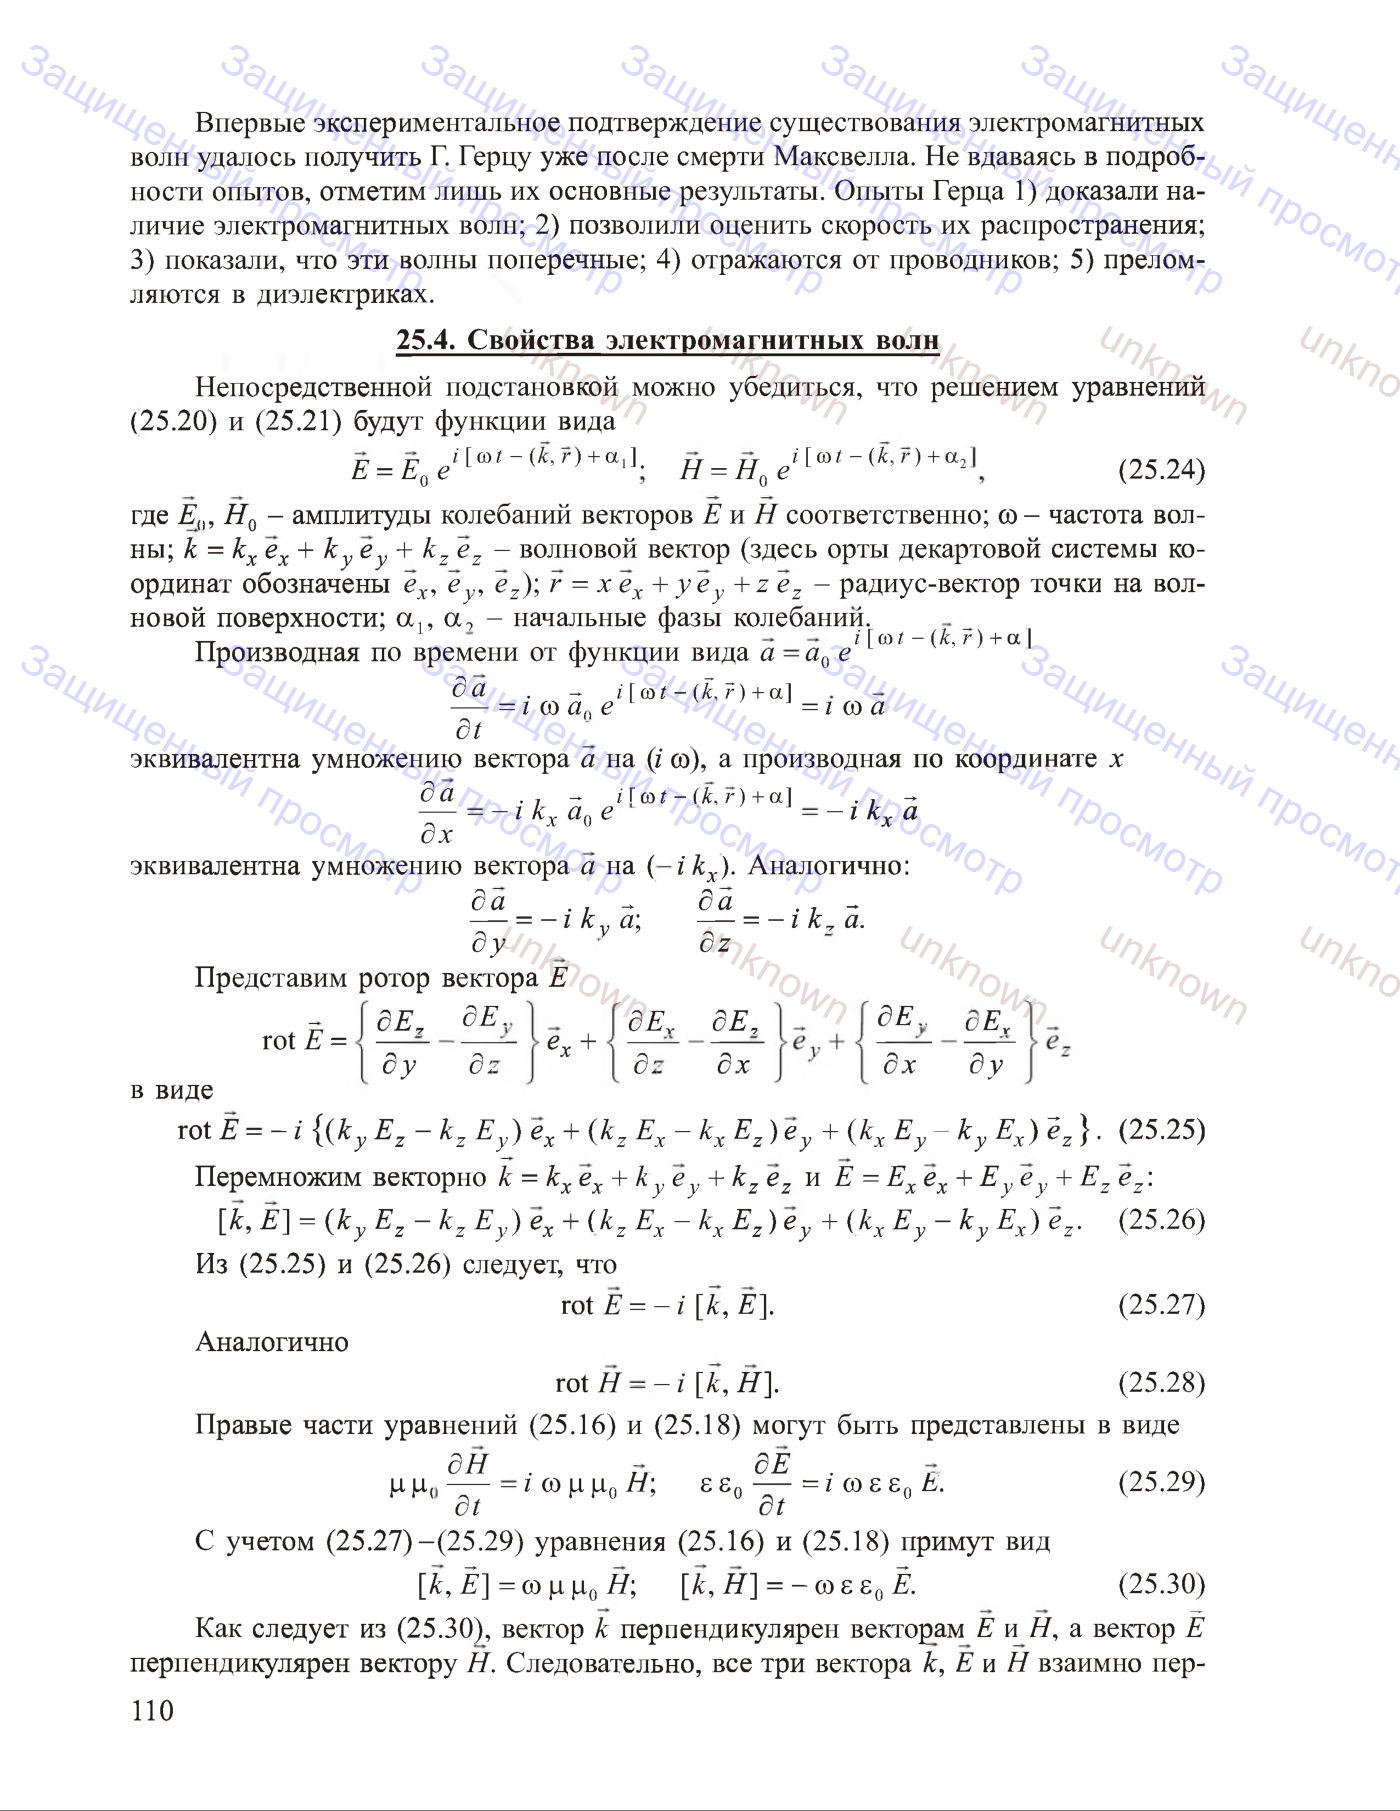 Впервые экспериментальное подтверждение существования электромагнитных
волн удалось получить Г. Герцу уже после смерти Максвелла. Не вдаваясь в подроб-
ности опытов, отметим лишь их основные результаты. Опыты Герца 1) доказали на-
личие электромагнитных волн; 2) позволили оценить скорость их распространения;
3) показали, что эти волны поперечные; 4) отражаются от проводников; 5) прелом-
ляются в диэлектриках.
25.4. Свойства электромагнитных волн
Непосредственной подстановкой можно убедиться, что решением уравнений
(25.20) и (25.21) будут функции вида
$\vec{E} = \vec{E}_0 e^{i[\omega t - (\vec{k}, \vec{r}) + \alpha_1]}; \quad \vec{H} = \vec{H}_0 e^{i[\omega t - (\vec{k}, \vec{r}) + \alpha_2]},$ (25.24)
где $\vec{E}_0$, $\vec{H}_0$ – амплитуды колебаний векторов $\vec{E}$ и $\vec{H}$ соответственно; ω – частота вол-
ны; $\vec{k} = k_x \vec{e}_x + k_y \vec{e}_y + k_z \vec{e}_z$ – волновой вектор (здесь орты декартовой системы ко-
ординат обозначены $\vec{e}_x$, $\vec{e}_y$, $\vec{e}_z$); $\vec{r} = x\vec{e}_x + y\vec{e}_y + z\vec{e}_z$ – радиус-вектор точки на вол-
новой поверхности; $\alpha_1$, $\alpha_2$ – начальные фазы колебаний.
Производная по времени от функции вида $\vec{a} = \vec{a}_0 e^{i[\omega t - (\vec{k}, \vec{r}) + \alpha]}$
$\frac{\partial \vec{a}}{\partial t} = i \omega \vec{a}_0 e^{i[\omega t - (\vec{k}, \vec{r}) + \alpha]} = i \omega \vec{a}$
эквивалентна умножению вектора $\vec{a}$ на (i ω), а производная по координате x
$\frac{\partial \vec{a}}{\partial x} = -i k_x \vec{a}_0 e^{i[\omega t - (\vec{k}, \vec{r}) + \alpha]} = -i k_x \vec{a}$
эквивалентна умножению вектора $\vec{a}$ на $(-i k_x)$. Аналогично:
$\frac{\partial \vec{a}}{\partial y} = -i k_y \vec{a}; \quad \frac{\partial \vec{a}}{\partial z} = -i k_z \vec{a}.$
Представим ротор вектора $\vec{E}$
$\text{rot } \vec{E} = \left\{ \frac{\partial E_z}{\partial y} - \frac{\partial E_y}{\partial z} \right\} \vec{e}_x + \left\{ \frac{\partial E_x}{\partial z} - \frac{\partial E_z}{\partial x} \right\} \vec{e}_y + \left\{ \frac{\partial E_y}{\partial x} - \frac{\partial E_x}{\partial y} \right\} \vec{e}_z$
в виде
$\text{rot } \vec{E} = -i \{(k_y E_z - k_z E_y) \vec{e}_x + (k_z E_x - k_x E_z) \vec{e}_y + (k_x E_y - k_y E_x) \vec{e}_z\}.$ (25.25)
Перемножим векторно $\vec{k} = k_x \vec{e}_x + k_y \vec{e}_y + k_z \vec{e}_z$ и $\vec{E} = E_x \vec{e}_x + E_y \vec{e}_y + E_z \vec{e}_z$:
$[\vec{k}, \vec{E}] = (k_y E_z - k_z E_y) \vec{e}_x + (k_z E_x - k_x E_z) \vec{e}_y + (k_x E_y - k_y E_x) \vec{e}_z.$ (25.26)
Из (25.25) и (25.26) следует, что
$\text{rot } \vec{E} = -i [\vec{k}, \vec{E}].$ (25.27)
Аналогично
$\text{rot } \vec{H} = -i [\vec{k}, \vec{H}].$ (25.28)
Правые части уравнений (25.16) и (25.18) могут быть представлены в виде
$\mu \mu_0 \frac{\partial \vec{H}}{\partial t} = i \omega \mu \mu_0 \vec{H}; \quad \varepsilon \varepsilon_0 \frac{\partial \vec{E}}{\partial t} = i \omega \varepsilon \varepsilon_0 \vec{E}.$ (25.29)
С учетом (25.27)–(25.29) уравнения (25.16) и (25.18) примут вид
$[\vec{k}, \vec{E}] = \omega \mu \mu_0 \vec{H}; \quad [\vec{k}, \vec{H}] = -\omega \varepsilon \varepsilon_0 \vec{E}.$ (25.30)
Как следует из (25.30), вектор $\vec{k}$ перпендикулярен векторам $\vec{E}$ и $\vec{H}$, а вектор $\vec{E}$
перпендикулярен вектору $\vec{H}$. Следовательно, все три вектора $\vec{k}$, $\vec{E}$ и $\vec{H}$ взаимно пер-
110
Защищенный просмотр
unknown